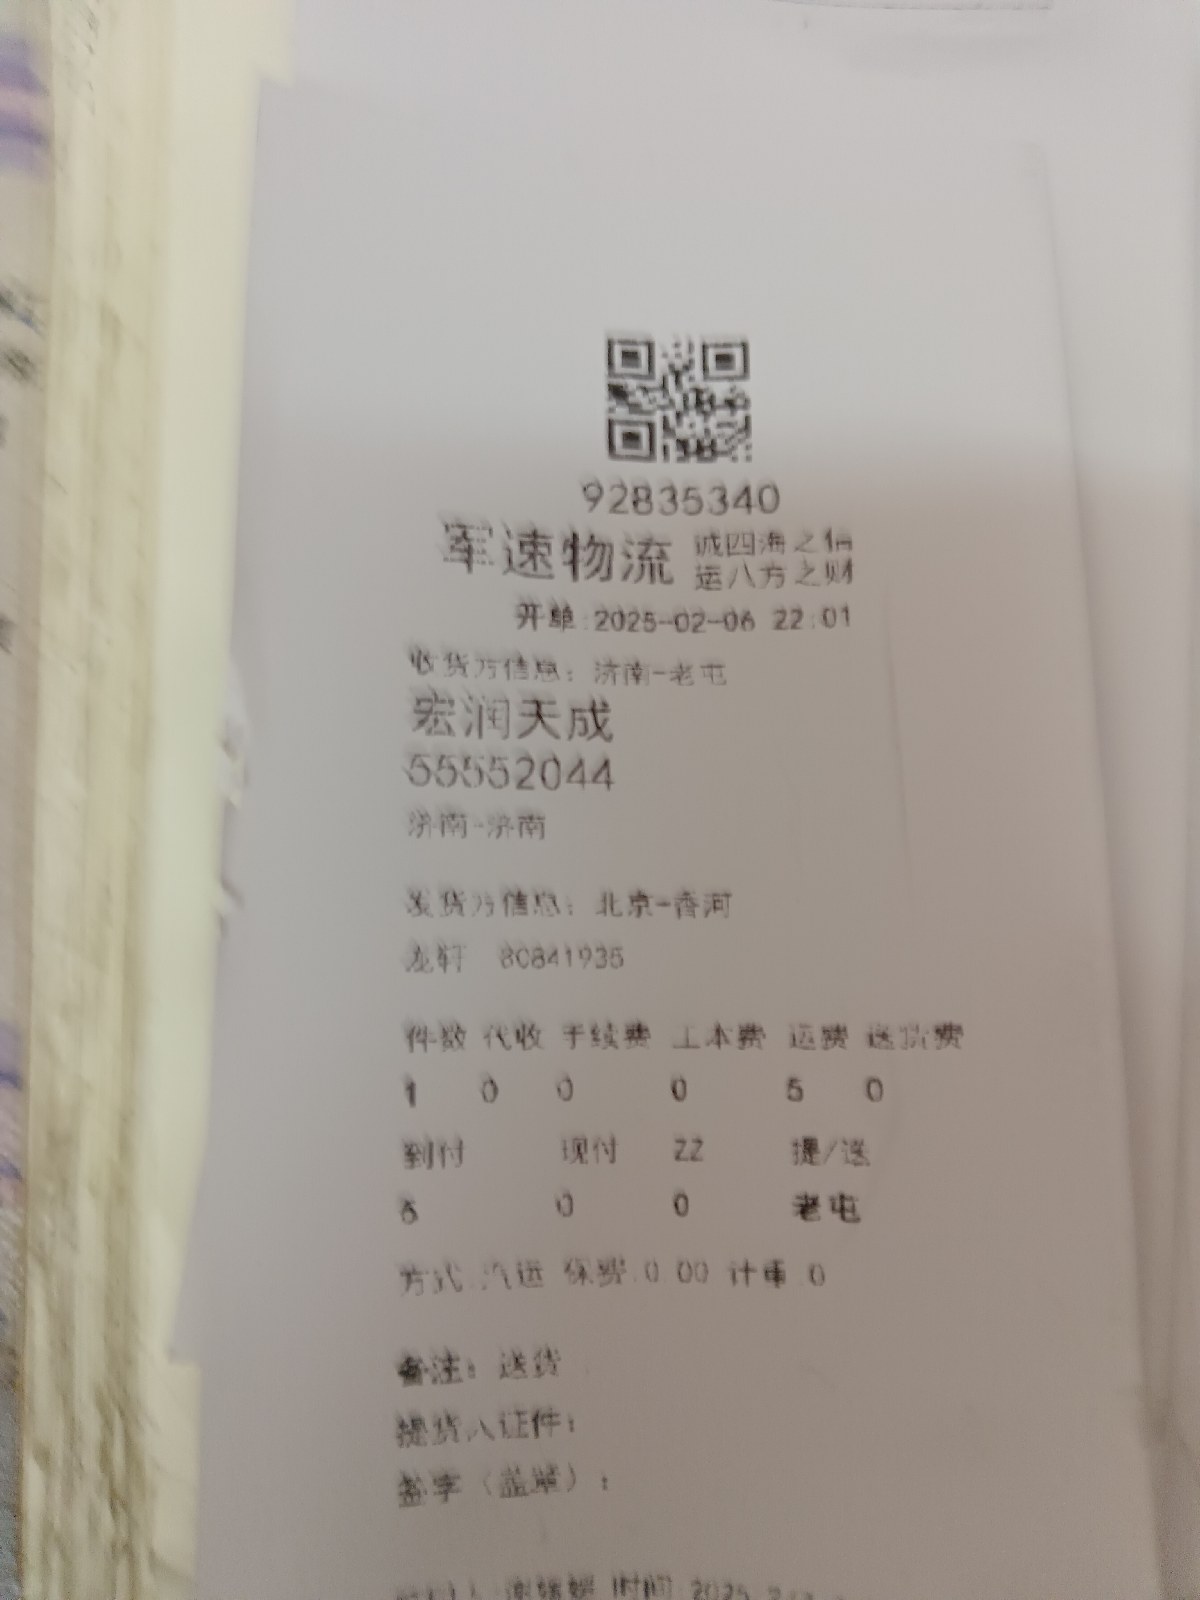 92835340
军速物流 诚四海之信
运八方之财
开单:2025-02-06 22:01
收货方信息：济南-老屯
宏润天成
55552044
济南-济南
发货方信息：北京-香河
龙轩 80841935
件数 代收 手续费 工本费 运费 送货费
1 0 0 0 5 0
到付 现付 ZZ 提/送
5 0 0 老屯
方式:汽运 保费:0.00 计重:0
备注：送货
提货人证件：
签字（盖章）：
时间:2025